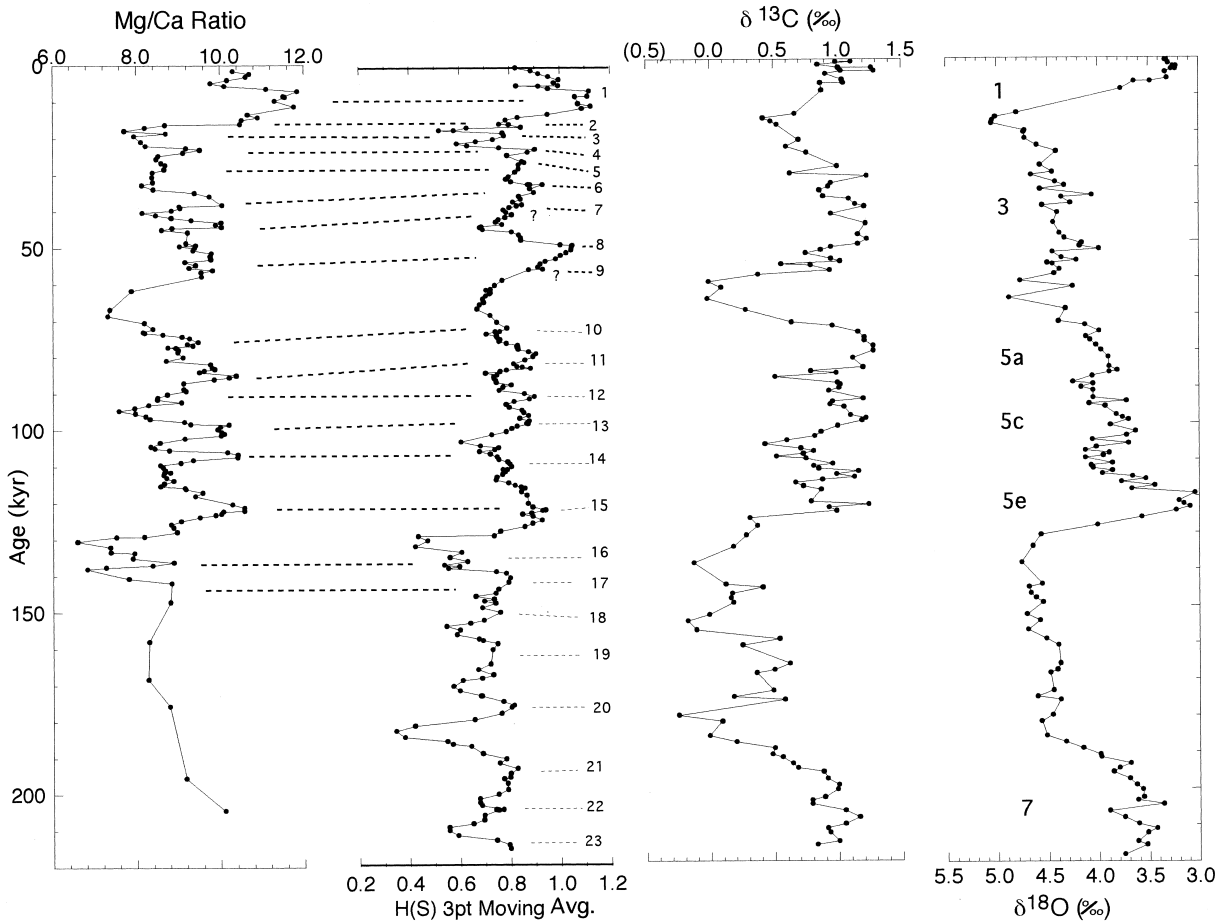 Mg/Ca Ratio
6.0 8.0 10.0 12.0
δ 13C (‰)
(0.5) 0.0 0.5 1.0 1.5
Age (kyr)
0
50
100
150
200
1
2
3
4
5
6
7
?
8
9
?
10
11
12
13
14
15
16
17
18
19
20
21
22
23
1
3
5a
5c
5e
7
0.2 0.4 0.6 0.8 1.0 1.2
H(S) 3pt Moving Avg.
5.0 4.5 4.0 3.5 3.0
δ18O (‰)